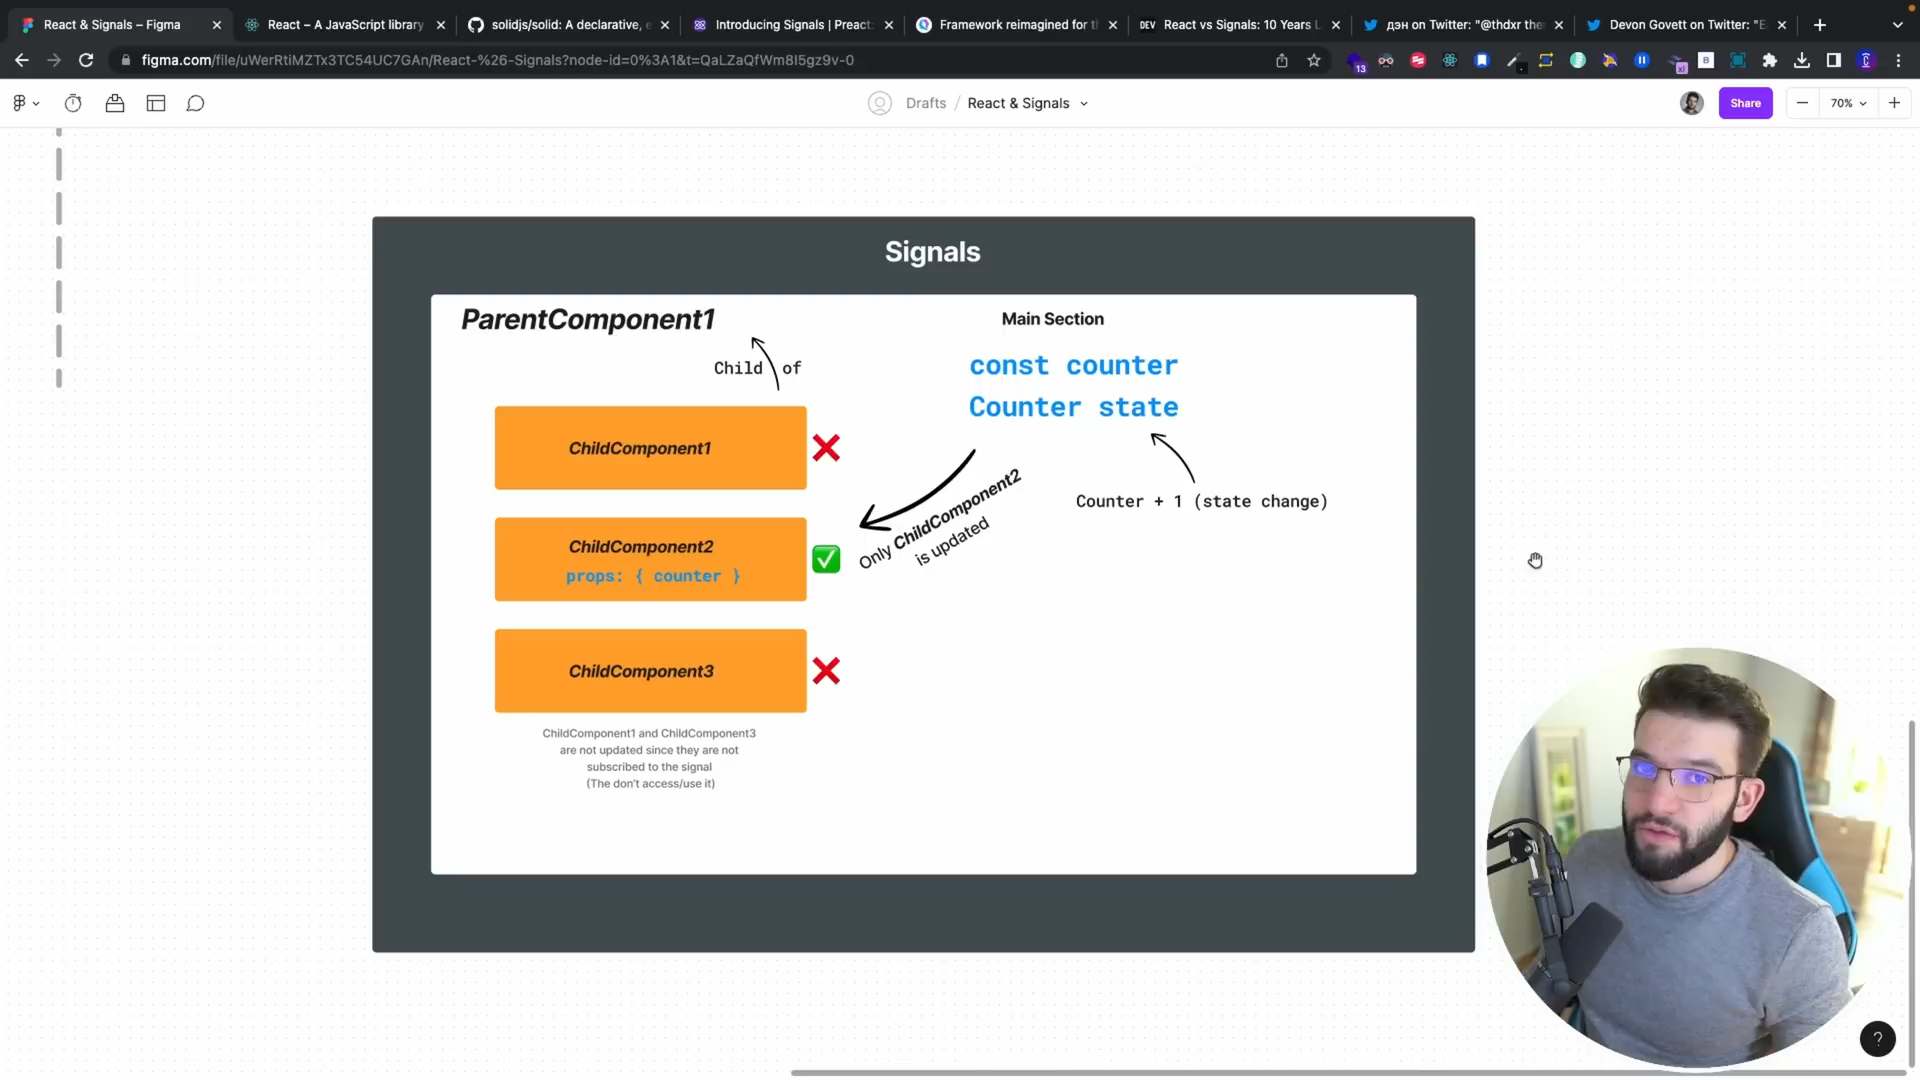 React & Signals – Figma
React – A JavaScript library
solidjs/solid: A declarative, e
Introducing Signals | Preact:
Framework reimagined for t
DEV React vs Signals: 10 Years L
дэн on Twitter: "@thdxr the
Devon Govett on Twitter: "E
figma.com/file/uWerRtiMZTx3TC54UC7GAn/React-%26-Signals?node-id=0%3A1&t=QaLZaQfWm8I5gz9v-0
13
xl
B
Drafts / React & Signals
Share
70%
Signals
ParentComponent1
Main Section
Child of
const counter
Counter state
ChildComponent1
Counter + 1 (state change)
Only ChildComponent2
is updated
ChildComponent2
props: { counter }
ChildComponent3
ChildComponent1 and ChildComponent3
are not updated since they are not
subscribed to the signal
(The don't access/use it)
?